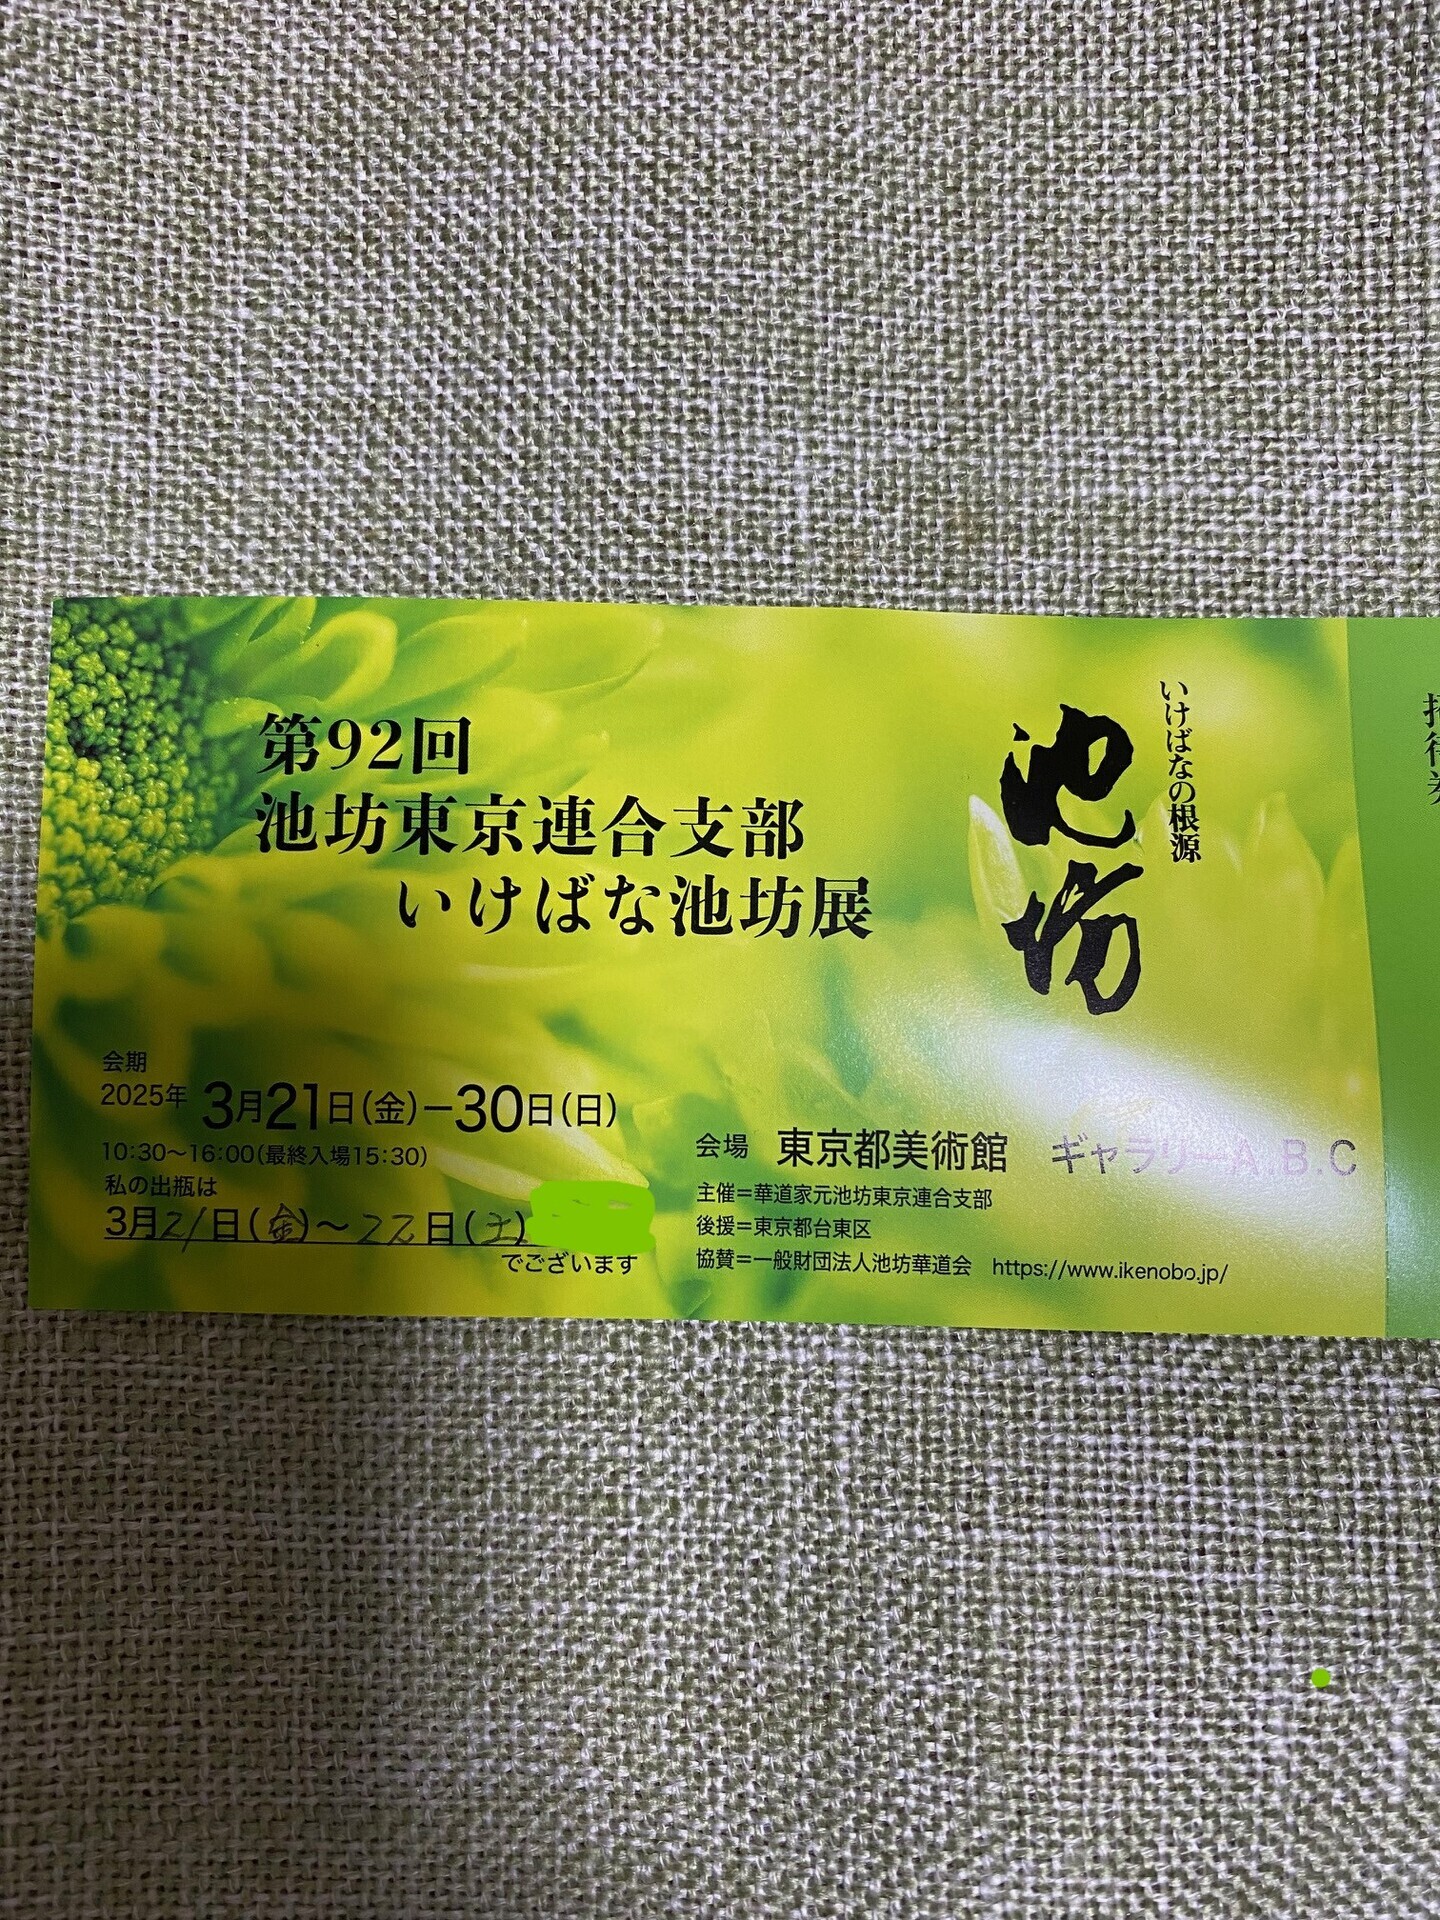 第92回
池坊東京連合支部
いけばな池坊展
いけばなの根源
池坊
招待券
会期
2025年 3月21日(金)−30日(日)
10:30〜16:00(最終入場15:30)
私の出瓶は
3月21日(金)〜22日(土)
でございます
会場 東京都美術館 ギャラリーA.B.C
主催=華道家元池坊東京連合支部
後援=東京都台東区
協賛=一般財団法人池坊華道会 https://www.ikenobo.jp/